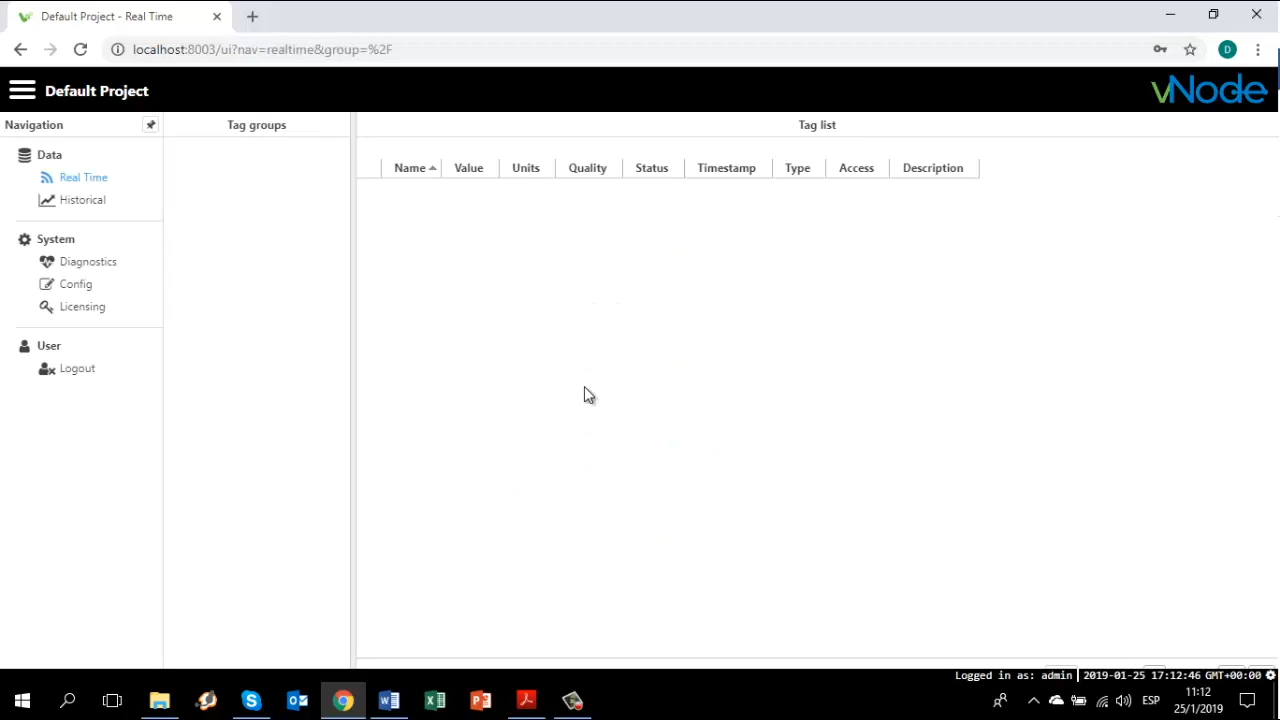 Default Project - Real Time
localhost:8003/ui?nav=realtime&group=%2F
D
Default Project
vNode
Navigation
Tag groups
Tag list
Data
Real Time
Historical
System
Diagnostics
Config
Licensing
User
Logout
Name Value Units Quality Status Timestamp Type Access Description
Logged in as: admin | 2019-01-25 17:12:46 GMT+00:00
ESP
11:12
25/1/2019